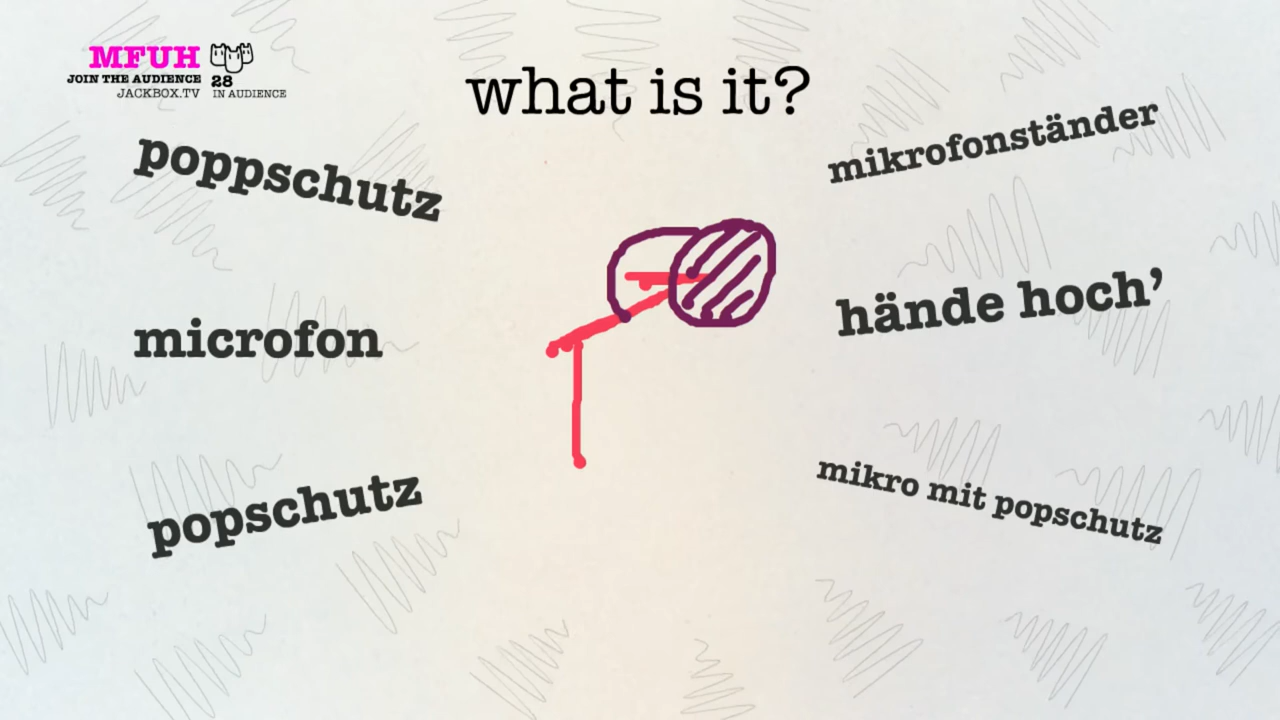 MFUH
JOIN THE AUDIENCE 28
JACKBOX.TV IN AUDIENCE
what is it?
poppschutz
mikrofonständer
microfon
hände hoch’
popschutz
mikro mit popschutz